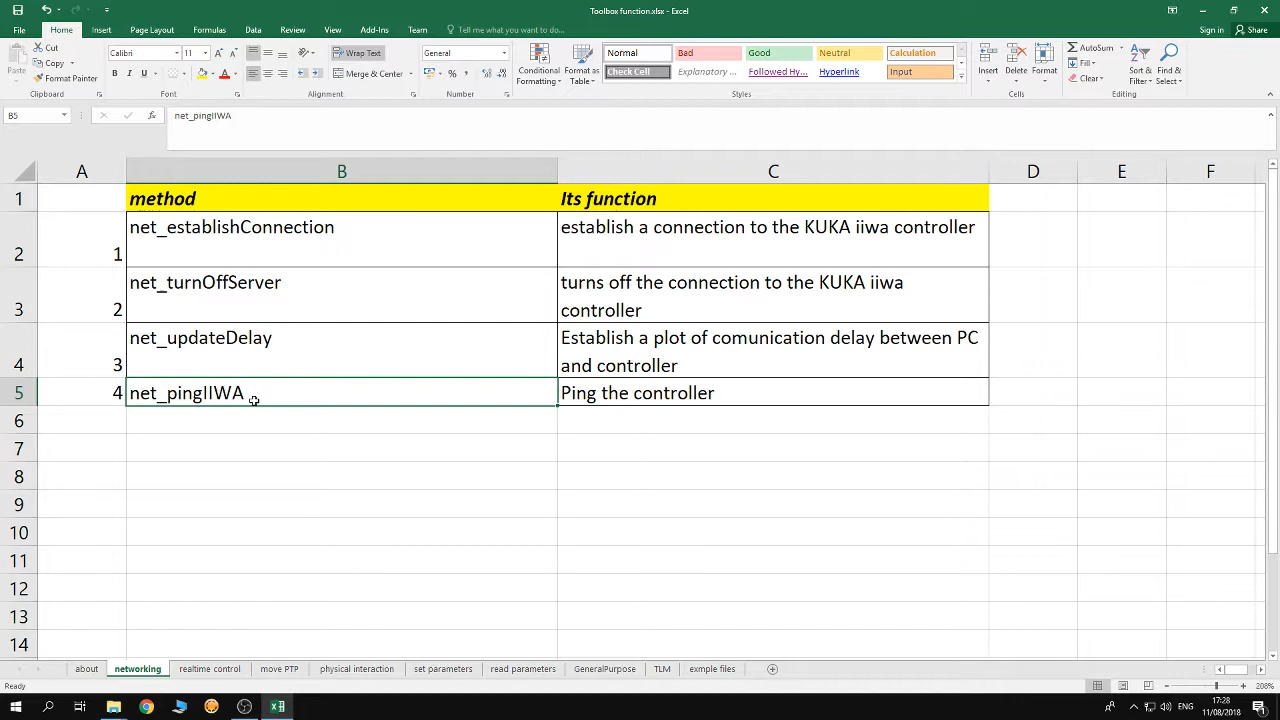 Toolbox function.xlsx - Excel
File Home Insert Page Layout Formulas Data Review View Add-Ins Team Tell me what you want to do... Sign in Share
Paste Cut Copy Format Painter Clipboard
Calibri 11 Font
Wrap Text Merge & Center Alignment
General Number
Conditional Formatting Format as Table
Normal Bad Good Neutral Calculation
Check Cell Explanatory ... Followed Hy... Hyperlink Input
Styles
Insert Delete Format Cells
AutoSum Fill Clear Sort & Filter Find & Select Editing
B5 net_pingIIWA
A B C D E F
1 method Its function
2 1 net_establishConnection establish a connection to the KUKA iiwa controller
3 2 net_turnOffServer turns off the connection to the KUKA iiwa
controller
4 3 net_updateDelay Establish a plot of comunication delay between PC
and controller
5 4 net_pingIIWA Ping the controller
6
7
8
9
10
11
12
13
14
about networking realtime control move PTP physical interaction set parameters read parameters GeneralPurpose TLM exmple files
Ready 208%
ENG 17:28
11/08/2018